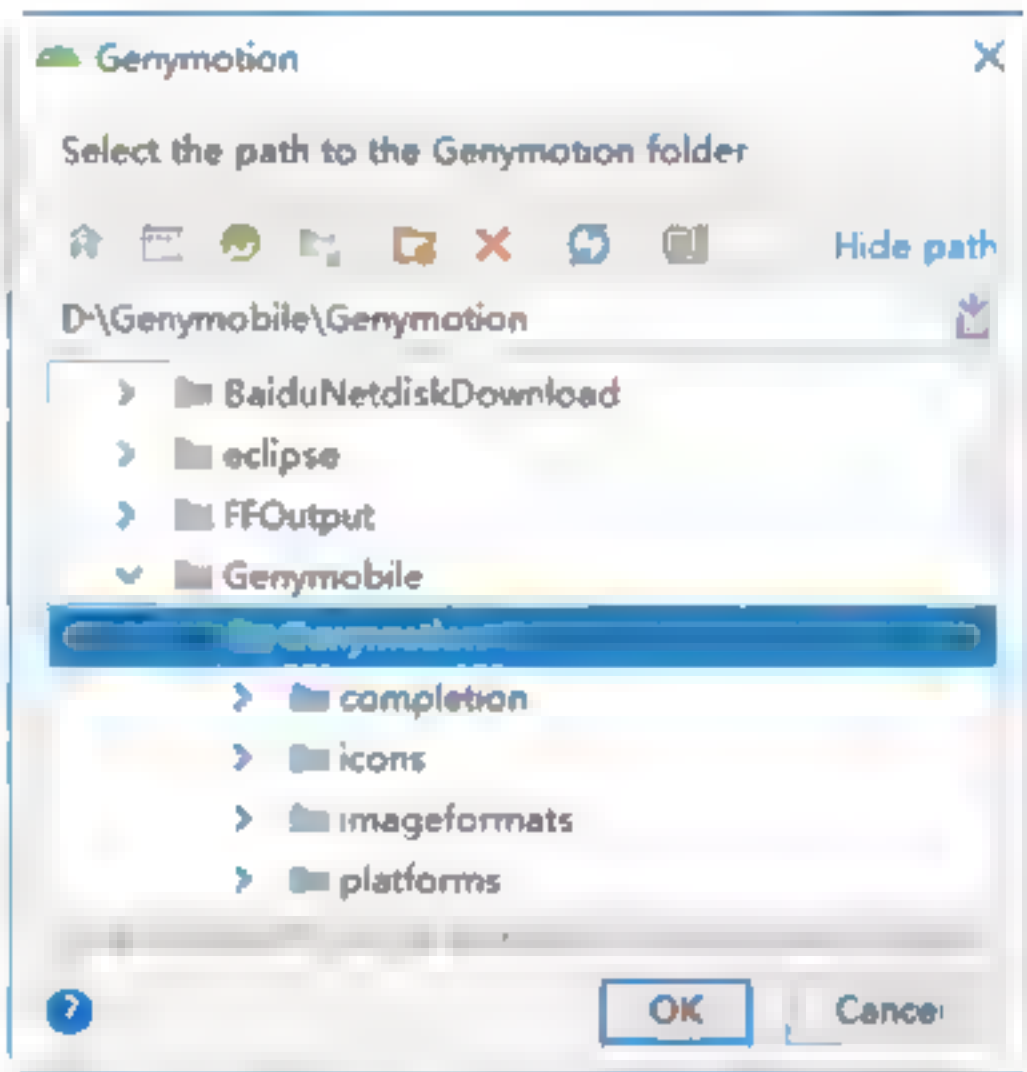 Genymotion
Select the path to the Genymotion folder
Hide path
D:\Genymobile\Genymotion
BaiduNetdiskDownload
eclipse
FFOutput
Genymobile
completion
icons
imageformats
platforms
?
OK
Cancel